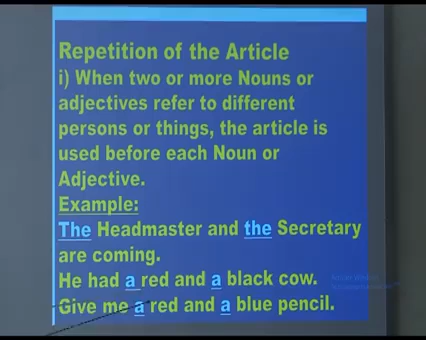 Repetition of the Article
i) When two or more Nouns or
adjectives refer to different
persons or things, the article is
used before each Noun or
Adjective.
Example:
The Headmaster and the Secretary
are coming.
He had a red and a black cow.
Give me a red and a blue pencil.